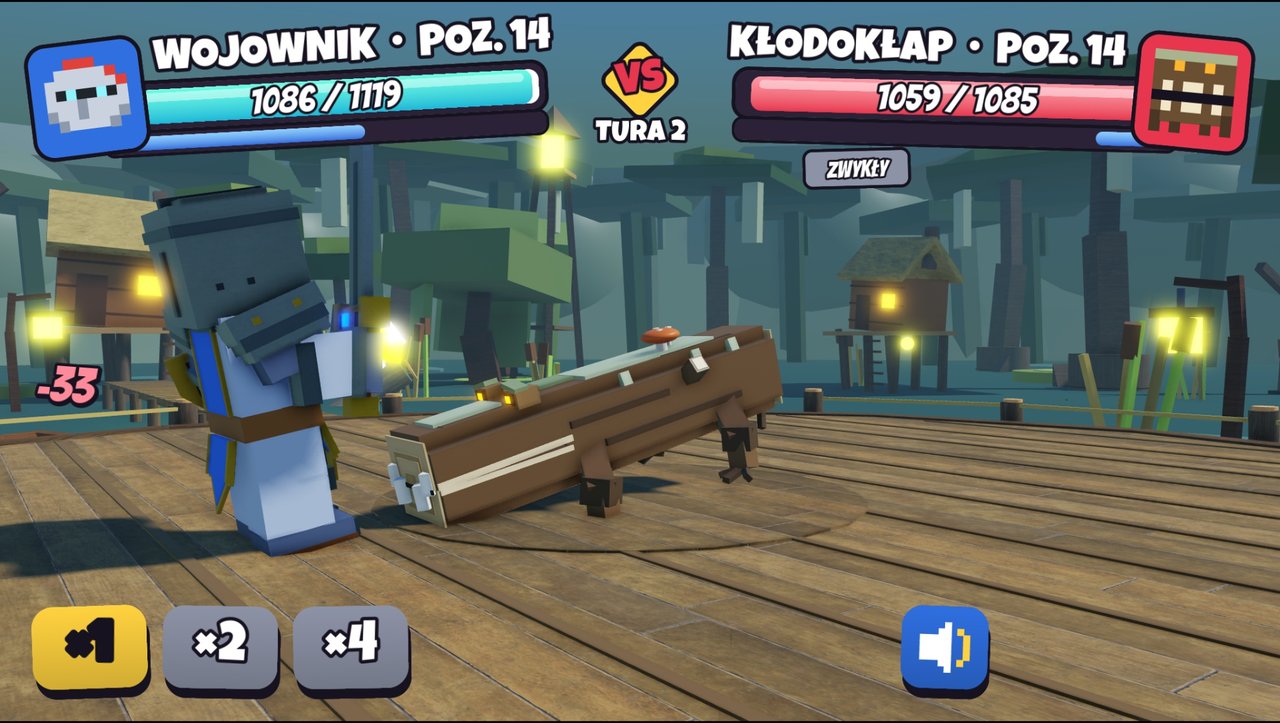 WOJOWNIK • POZ. 14
1086 / 1119
VS
TURA 2
KŁODOKŁAP • POZ. 14
1059 / 1085
ZWYKŁY
-33
×1
×2
×4